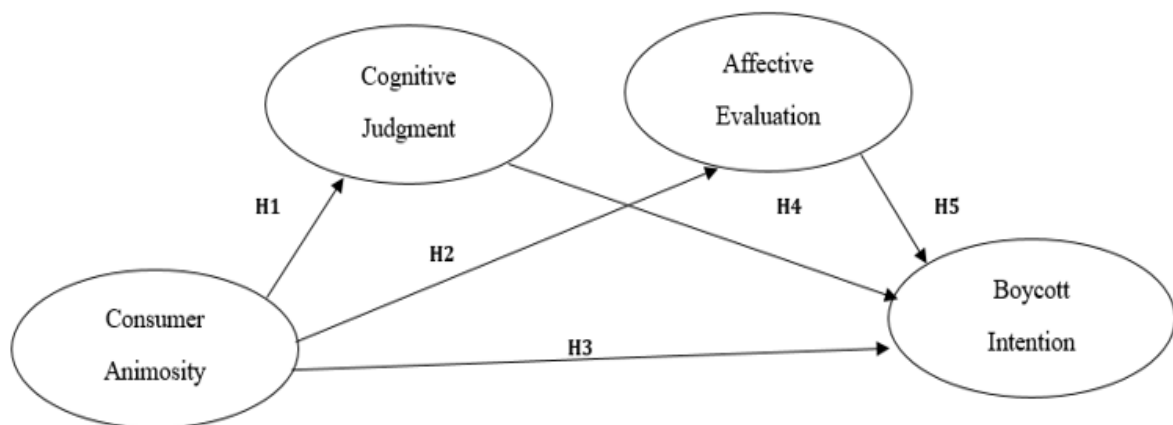 Cognitive
Judgment
Affective
Evaluation
H1
H2
H4
H5
Consumer
Animosity
H3
Boycott
Intention